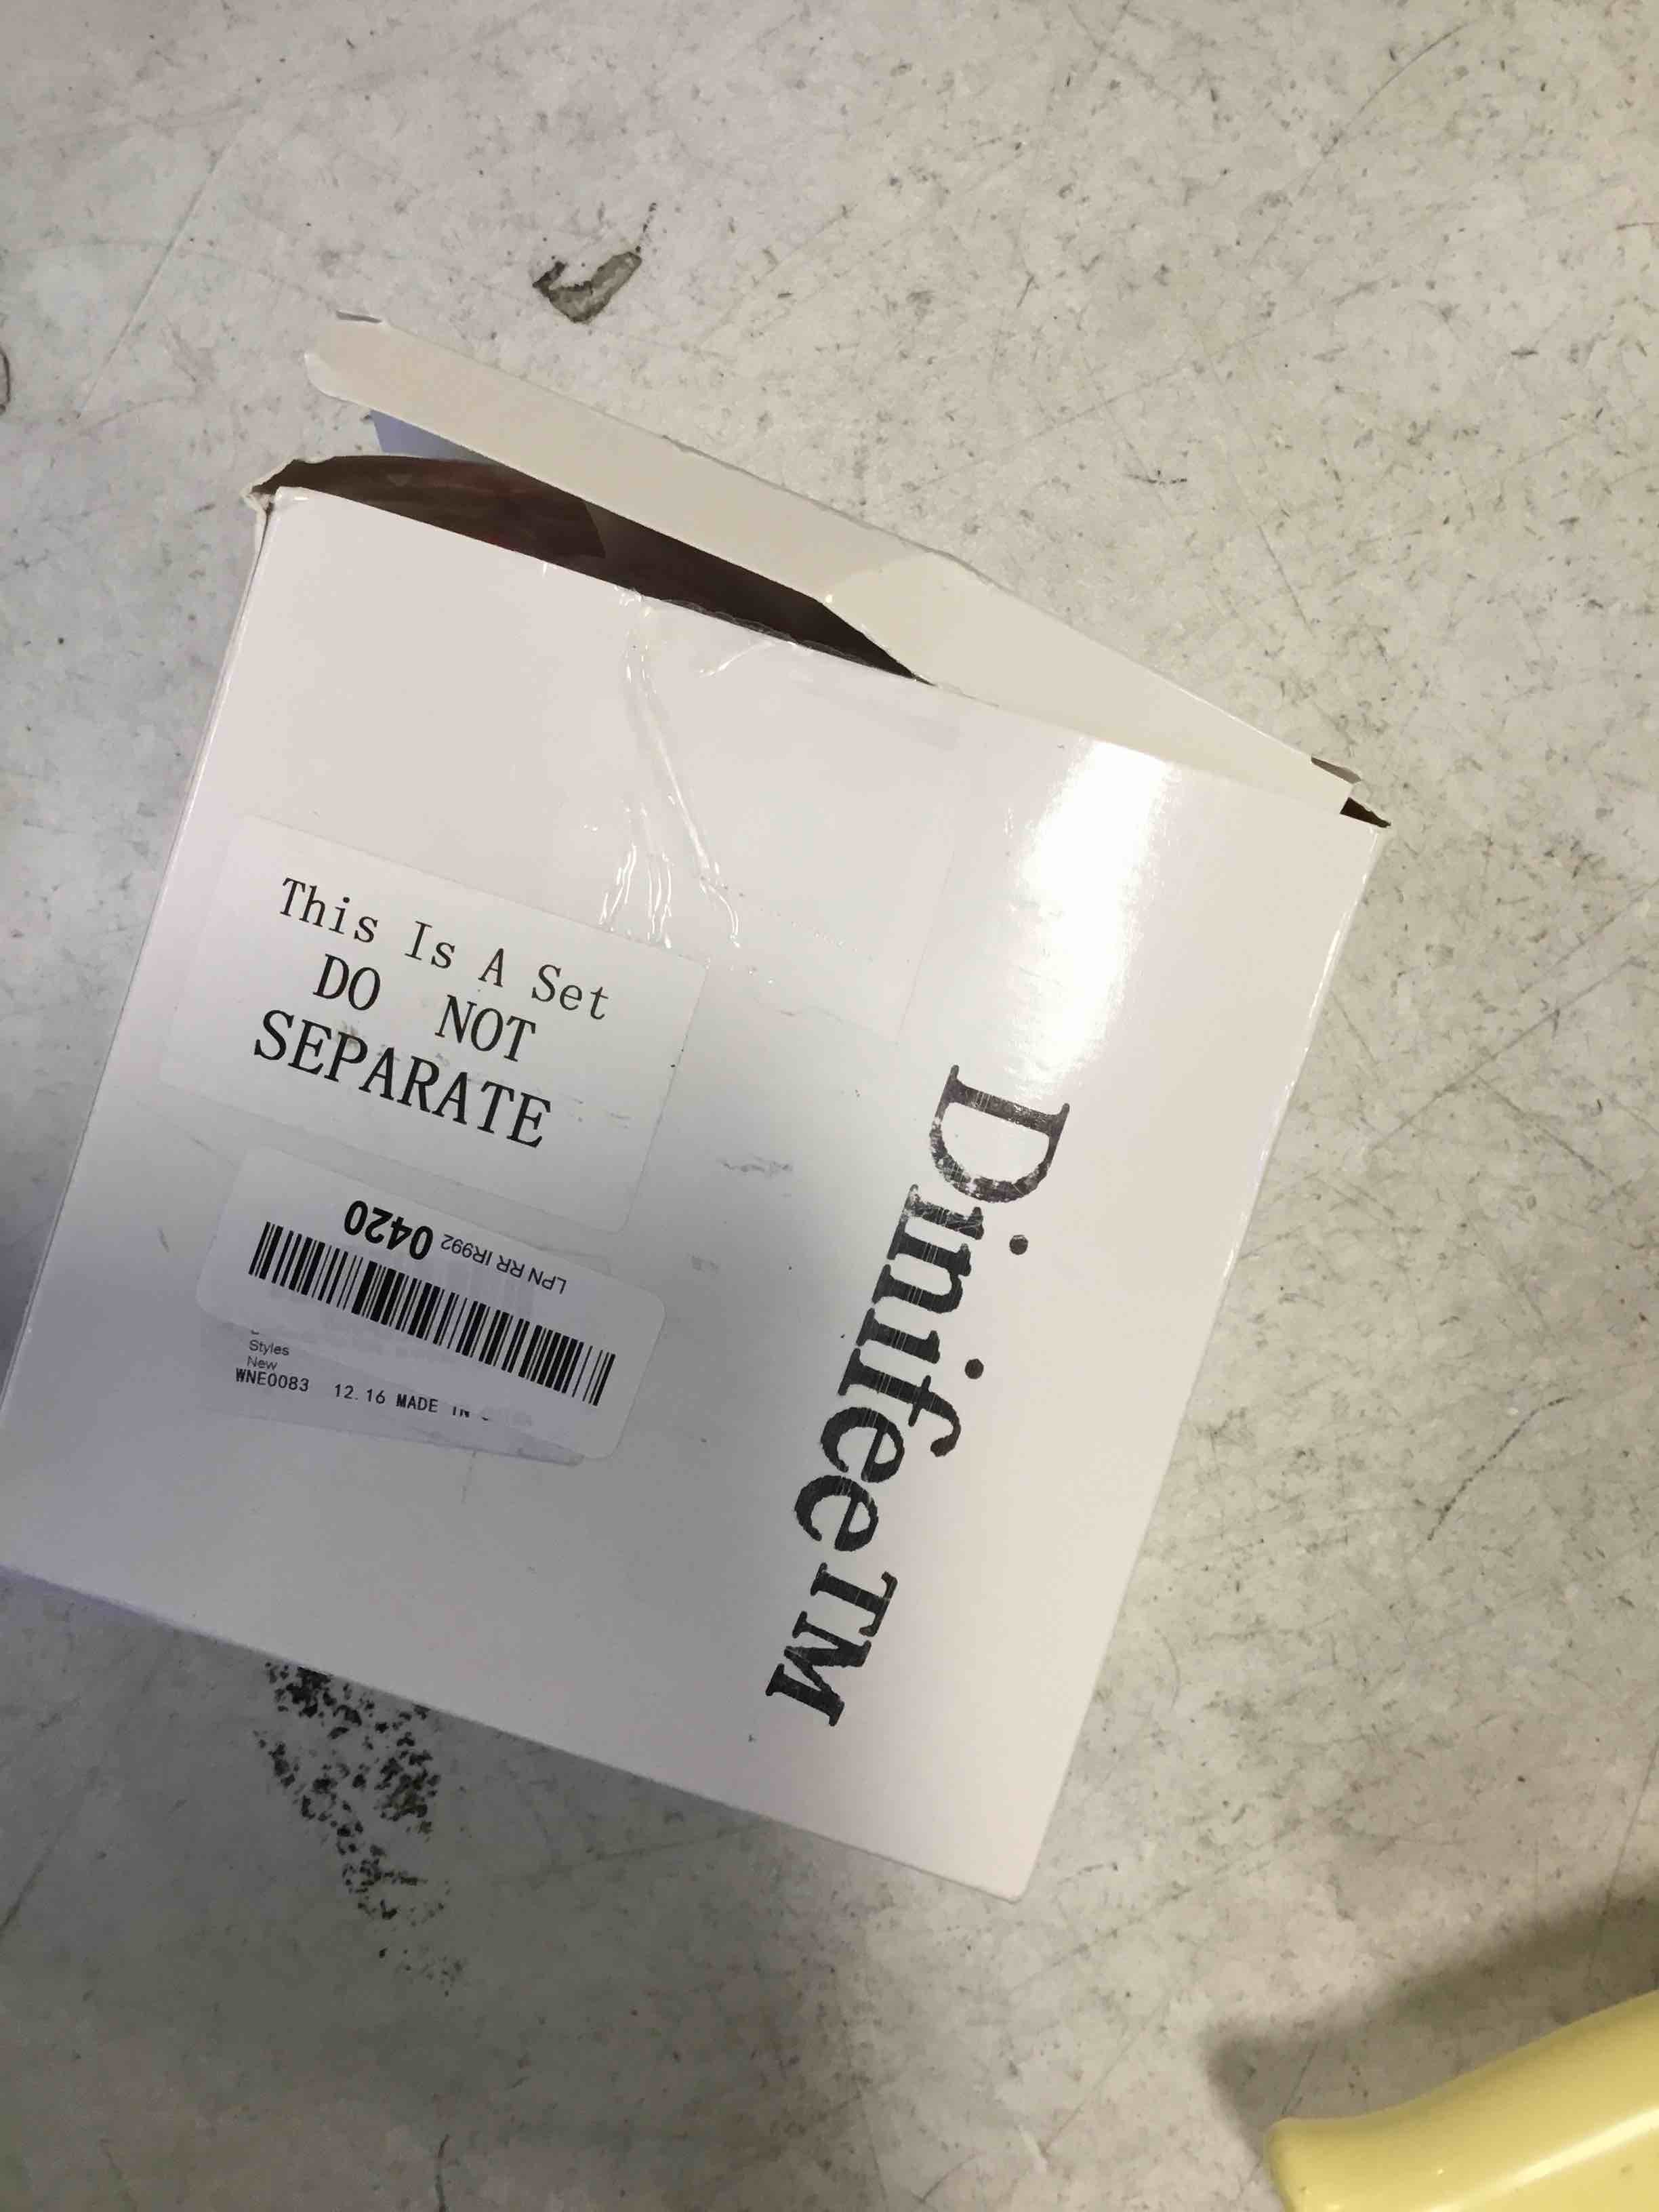 This Is A Set
DO NOT
SEPARATE
LPN RR IR992 0420
Styles
New
WNE0083 12.16 MADE IN
DinifeeTM